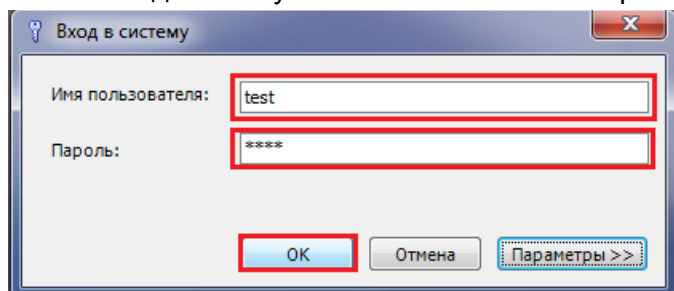 Вход в систему
Имя пользователя: test
Пароль: ****
OK Отмена Параметры >>